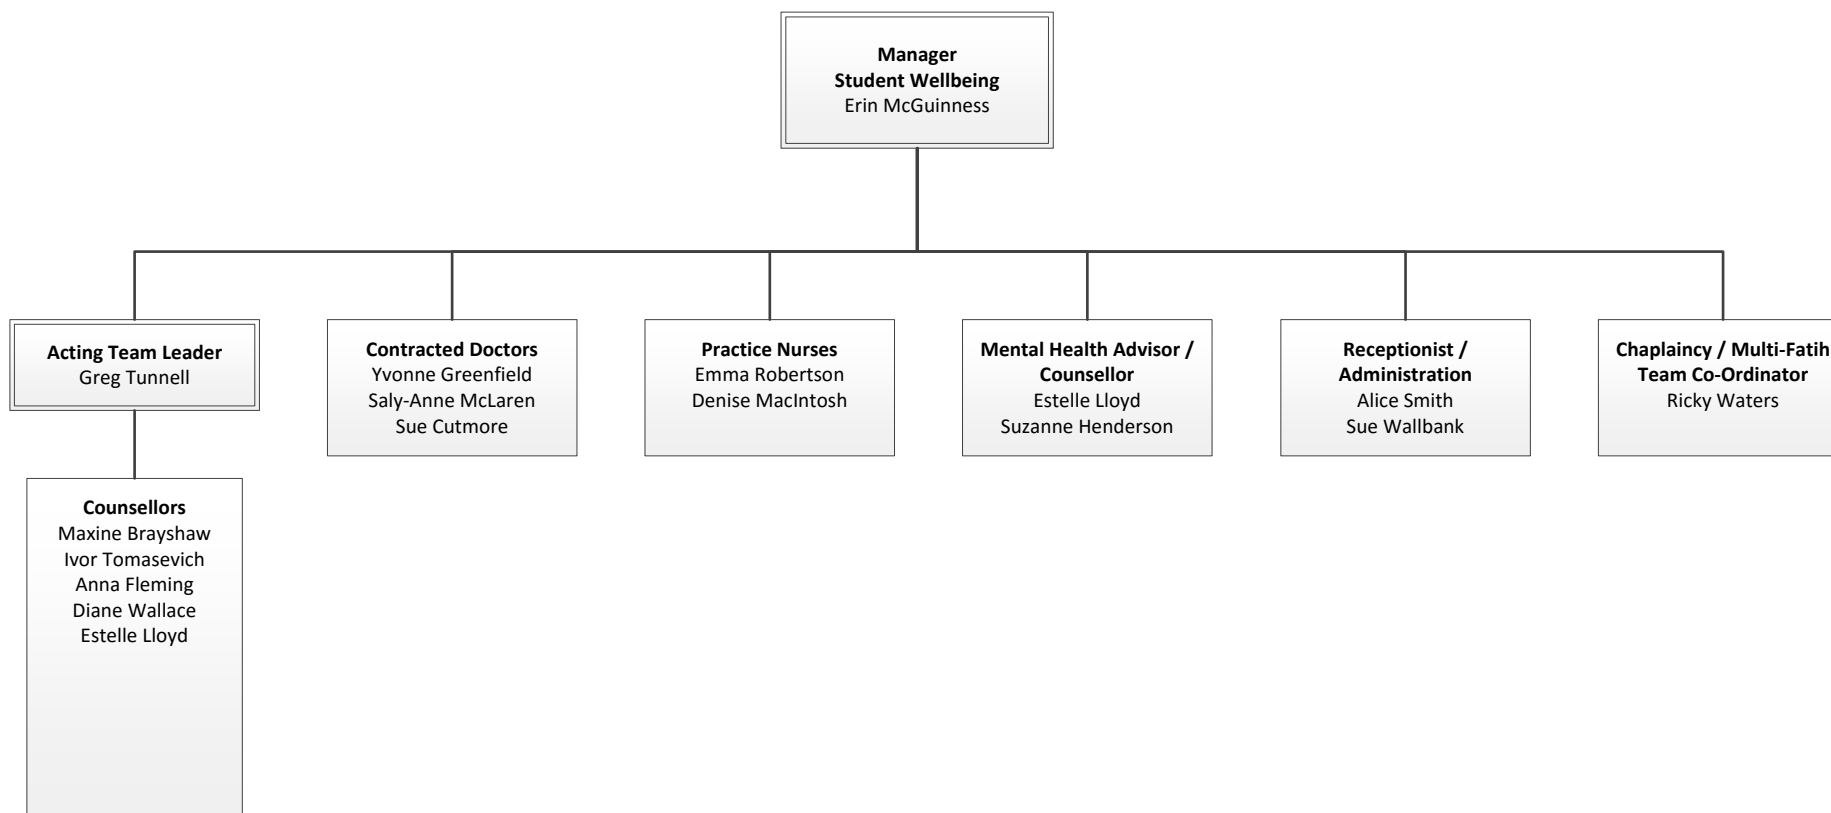 Manager
Student Wellbeing
Erin McGuinness
Acting Team Leader
Greg Tunnell
Contracted Doctors
Yvonne Greenfield
Saly-Anne McLaren
Sue Cutmore
Practice Nurses
Emma Robertson
Denise MacIntosh
Mental Health Advisor /
Counsellor
Estelle Lloyd
Suzanne Henderson
Receptionist /
Administration
Alice Smith
Sue Wallbank
Chaplaincy / Multi-Fatih
Team Co-Ordinator
Ricky Waters
Counsellors
Maxine Brayshaw
Ivor Tomasevich
Anna Fleming
Diane Wallace
Estelle Lloyd